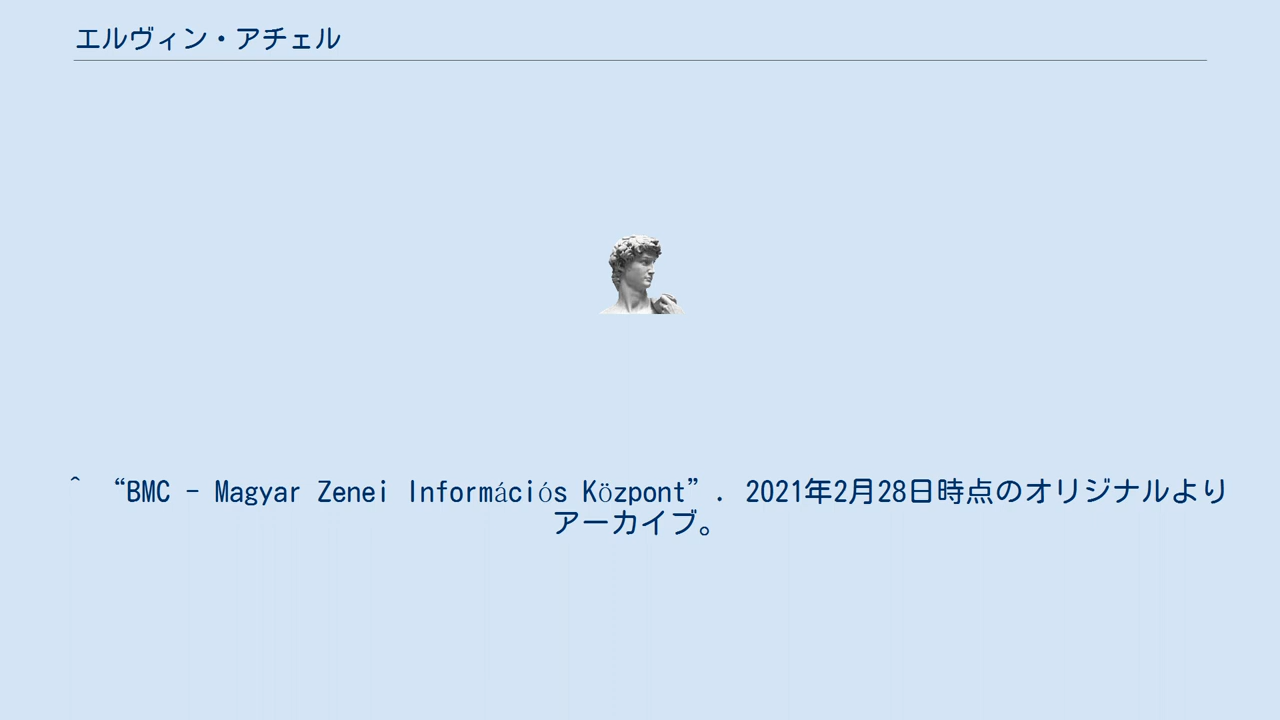 エルヴィン・アチェル
^ “BMC - Magyar Zenei Információs Központ”. 2021年2月28日時点のオリジナルより
アーカイブ。